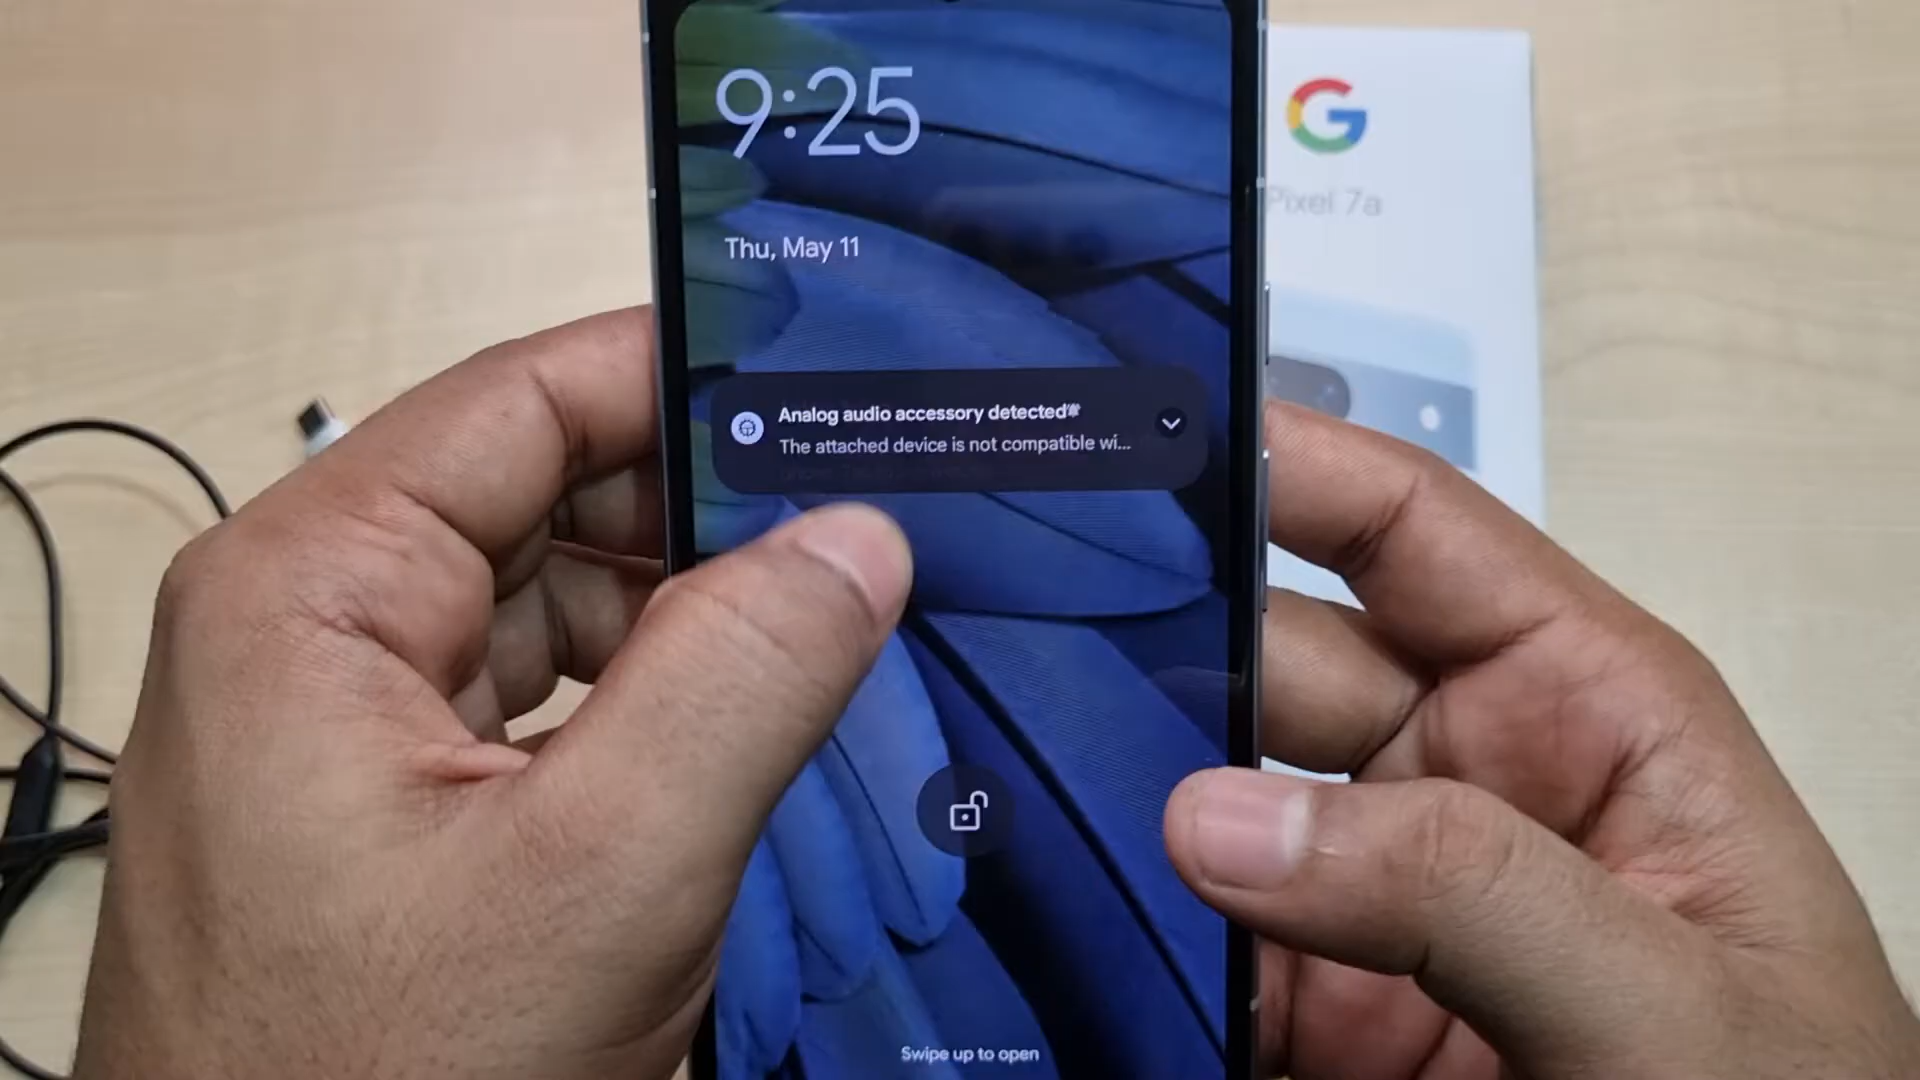 9:25
Thu, May 11
Analog audio accessory detected
The attached device is not compatible wi...
Swipe up to open
G
Pixel 7a